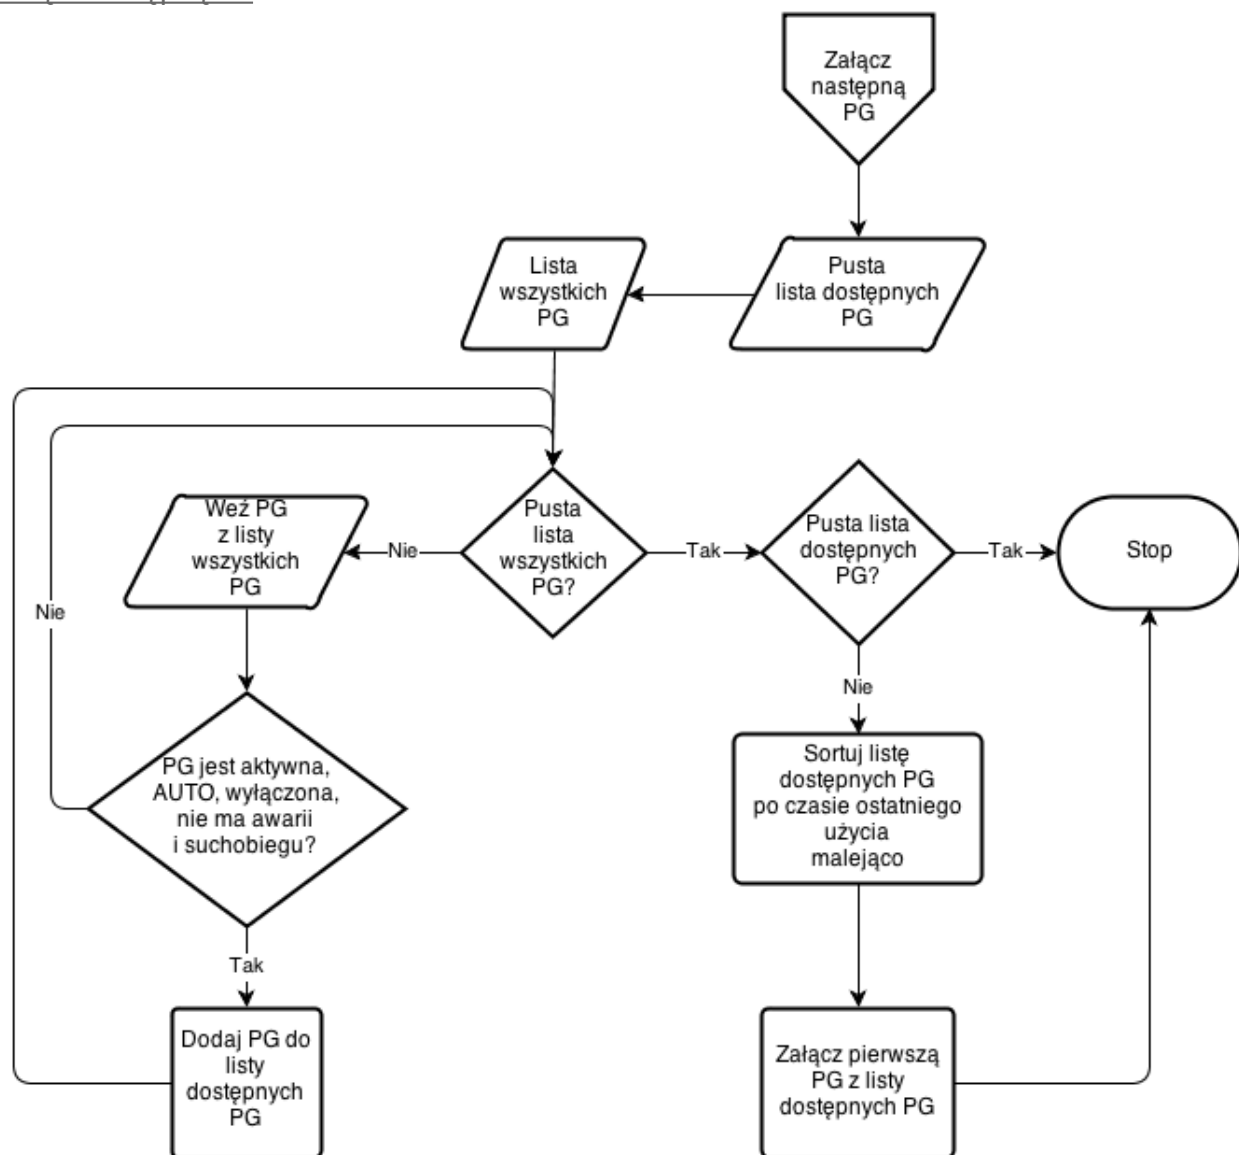 Załącz
następną
PG
Lista
wszystkich
PG
Pusta
lista dostępnych
PG
Weź PG
z listy
wszystkich
PG
Nie
Pusta
lista
wszystkich
PG?
Tak
Pusta lista
dostępnych
PG?
Tak
Stop
Nie
Nie
PG jest aktywna,
AUTO, wyłączona,
nie ma awarii
i suchobiegu?
Sortuj listę
dostępnych PG
po czasie ostatniego
użycia
malejąco
Tak
Dodaj PG do
listy
dostępnych
PG
Załącz pierwszą
PG z listy
dostępnych PG